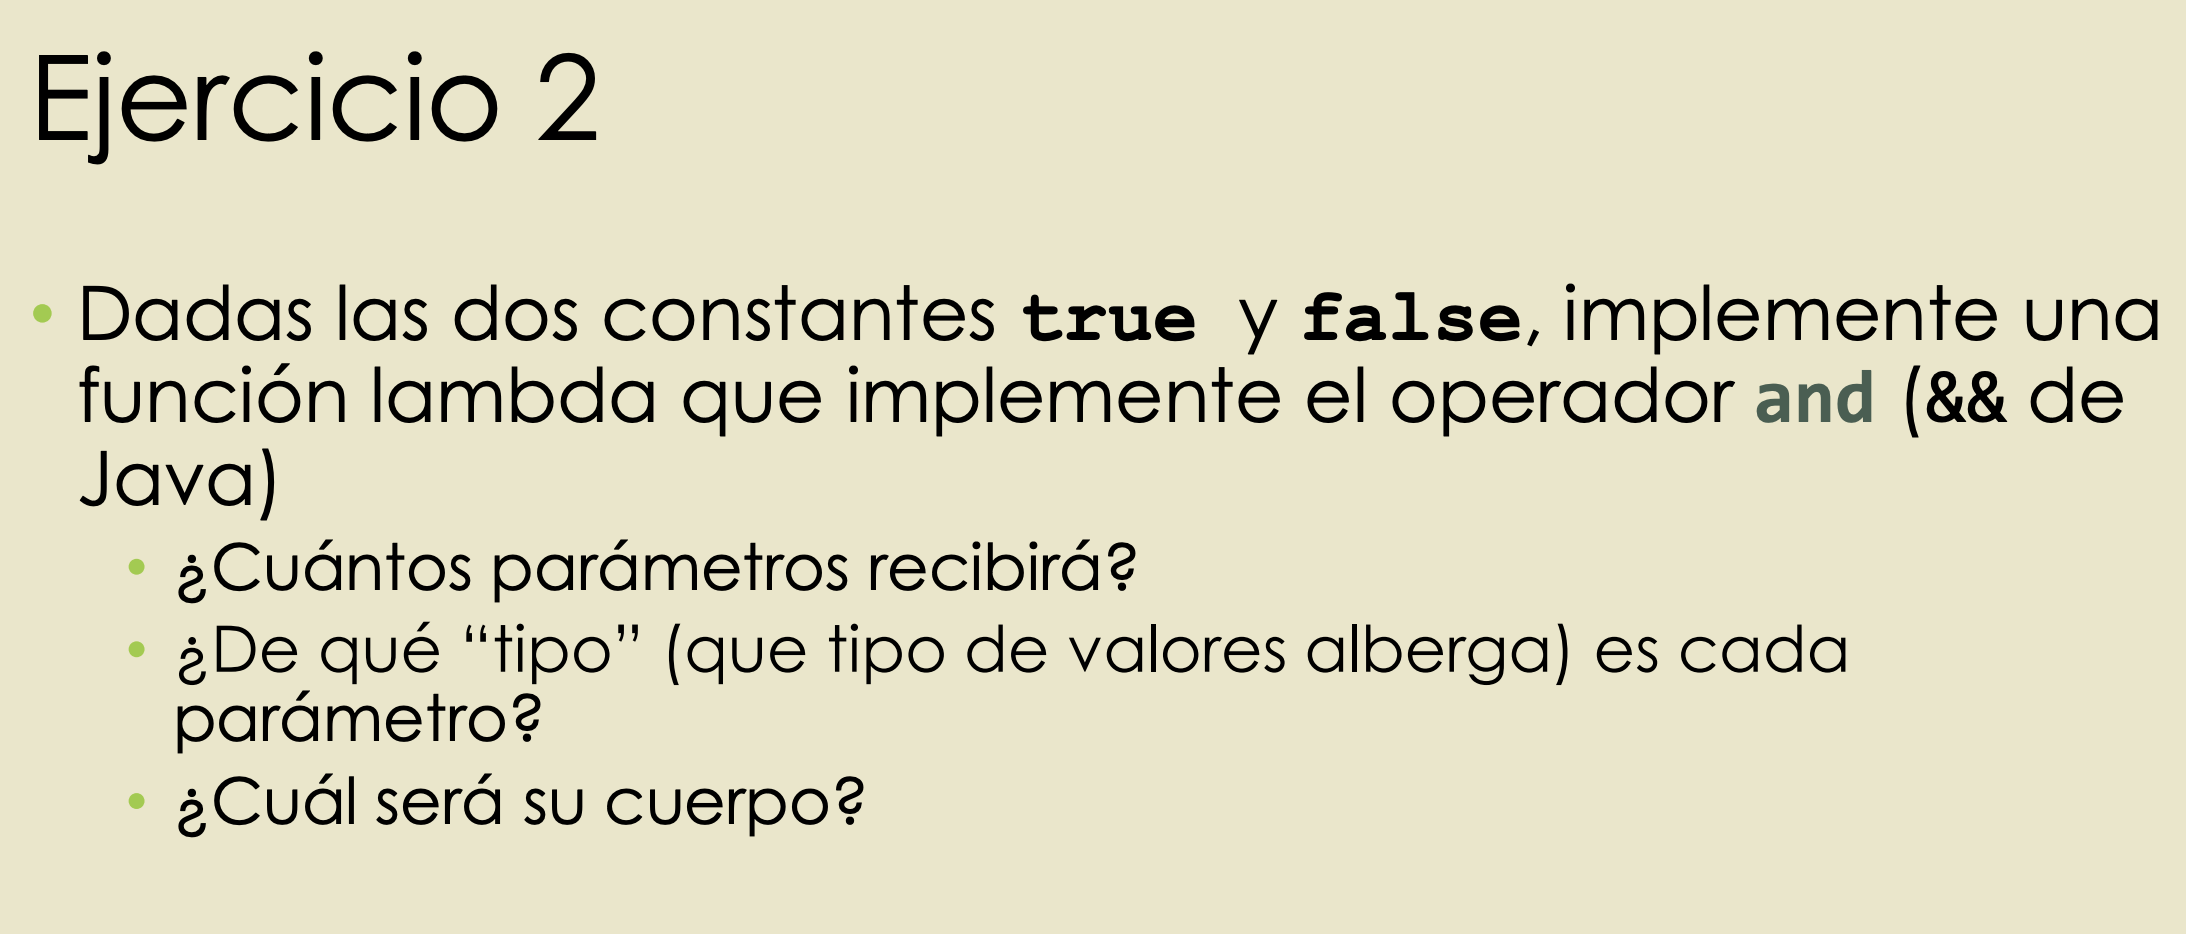 Ejercicio 2
• Dadas las dos constantes true y false, implemente una
función lambda que implemente el operador and (&& de
Java)
• ¿Cuántos parámetros recibirá?
• ¿De qué “tipo” (que tipo de valores alberga) es cada
parámetro?
• ¿Cuál será su cuerpo?